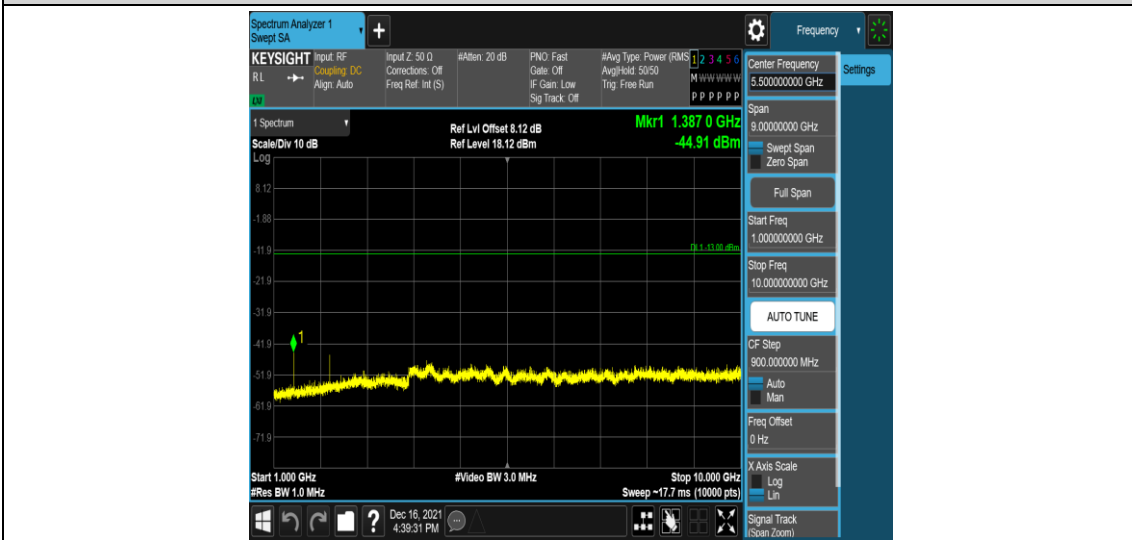 Spectrum Analyzer 1
Swept SA
+
Frequency
KEYSIGHT
RL
LXI
Input: RF
Coupling: DC
Align: Auto
Input Z: 50 Ω
Corrections: Off
Freq Ref: Int (S)
#Atten: 20 dB
PNO: Fast
Gate: Off
IF Gain: Low
Sig Track: Off
#Avg Type: Power (RMS
Avg|Hold: 50/50
Trig: Free Run
1 2 3 4 5 6
M W W W W W
P P P P P P
1 Spectrum
Scale/Div 10 dB
Log
Ref Lvl Offset 8.12 dB
Ref Level 18.12 dBm
Mkr1 1.387 0 GHz
-44.91 dBm
8.12
-1.88
-11.9
DL1 -13.00 dBm
-21.9
-31.9
-41.9
1
-51.9
-61.9
-71.9
Start 1.000 GHz
#Res BW 1.0 MHz
#Video BW 3.0 MHz
Stop 10.000 GHz
Sweep ~17.7 ms (10000 pts)
Center Frequency
5.500000000 GHz
Settings
Span
9.00000000 GHz
Swept Span
Zero Span
Full Span
Start Freq
1.000000000 GHz
Stop Freq
10.000000000 GHz
AUTO TUNE
CF Step
900.000000 MHz
Auto
Man
Freq Offset
0 Hz
X Axis Scale
Log
Lin
Signal Track
(Span Zoom)
?
Dec 16, 2021
4:39:31 PM